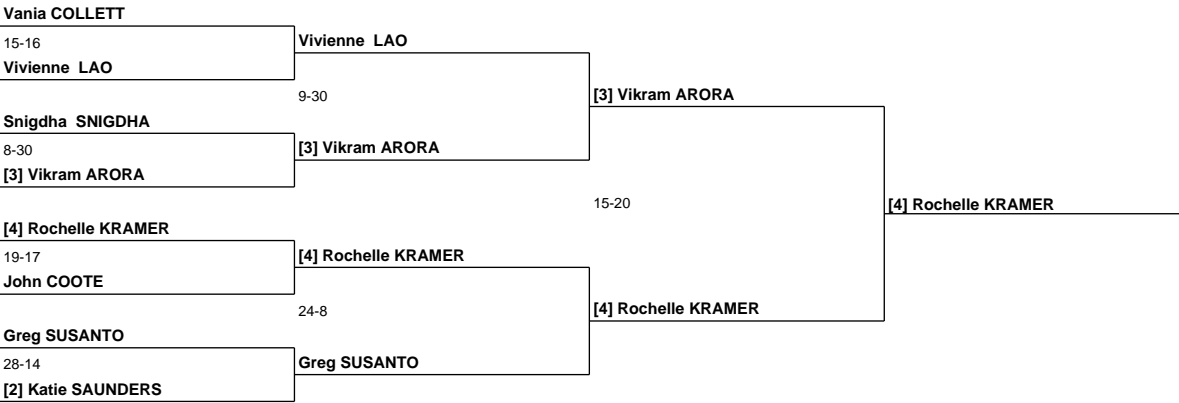 Vania COLLETT
15-16
Vivienne LAO
Vivienne LAO
9-30
[3] Vikram ARORA
Snigdha SNIGDHA
8-30
[3] Vikram ARORA
[3] Vikram ARORA
15-20
[4] Rochelle KRAMER
[4] Rochelle KRAMER
19-17
John COOTE
[4] Rochelle KRAMER
24-8
[4] Rochelle KRAMER
Greg SUSANTO
28-14
[2] Katie SAUNDERS
Greg SUSANTO